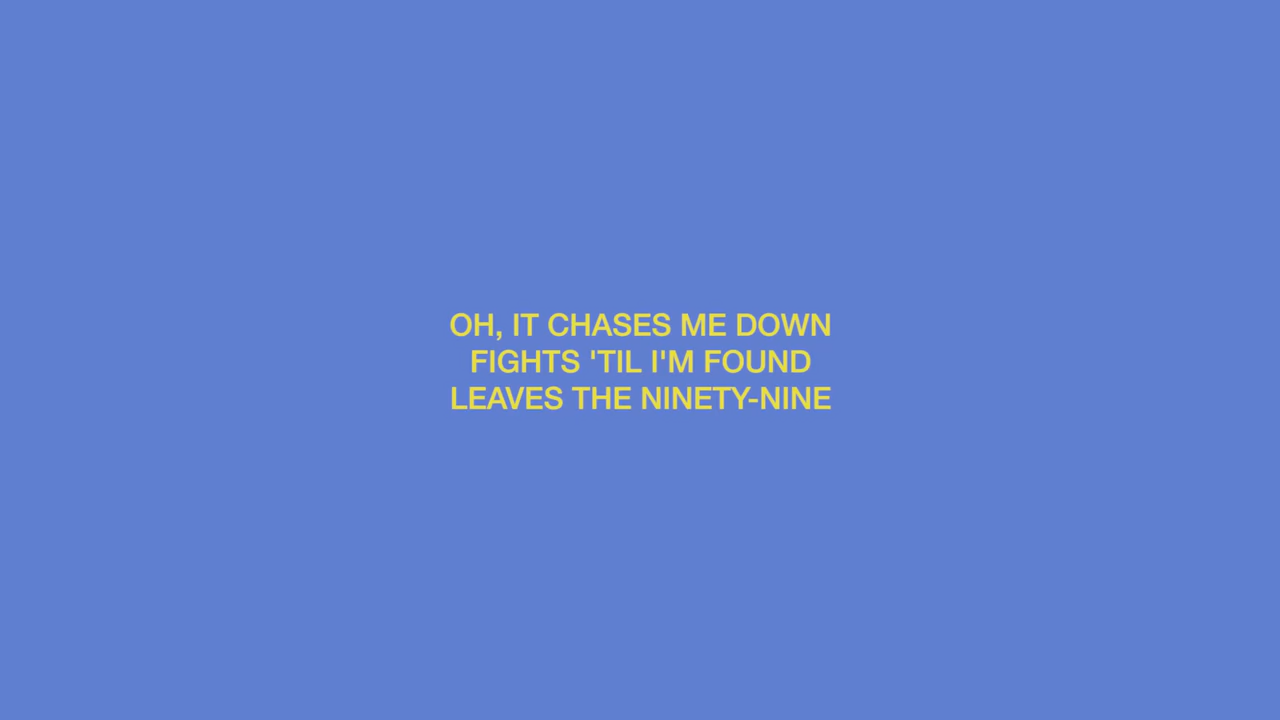 OH, IT CHASES ME DOWN
FIGHTS 'TIL I'M FOUND
LEAVES THE NINETY-NINE